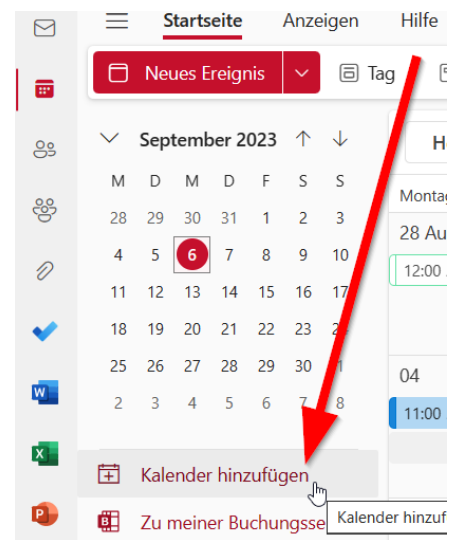 Startseite Anzeigen Hilfe
Neues Ereignis Tag
September 2023
M D M D F S S
28 29 30 31 1 2 3
4 5 6 7 8 9 10
11 12 13 14 15 16 17
18 19 20 21 22 23
25 26 27 28 29 30
2 3 4 5 6 7 8
H
Montag
28 Au
12:00
04
11:00
Kalender hinzufügen
Zu meiner Buchungsse
Kalender hinzuf